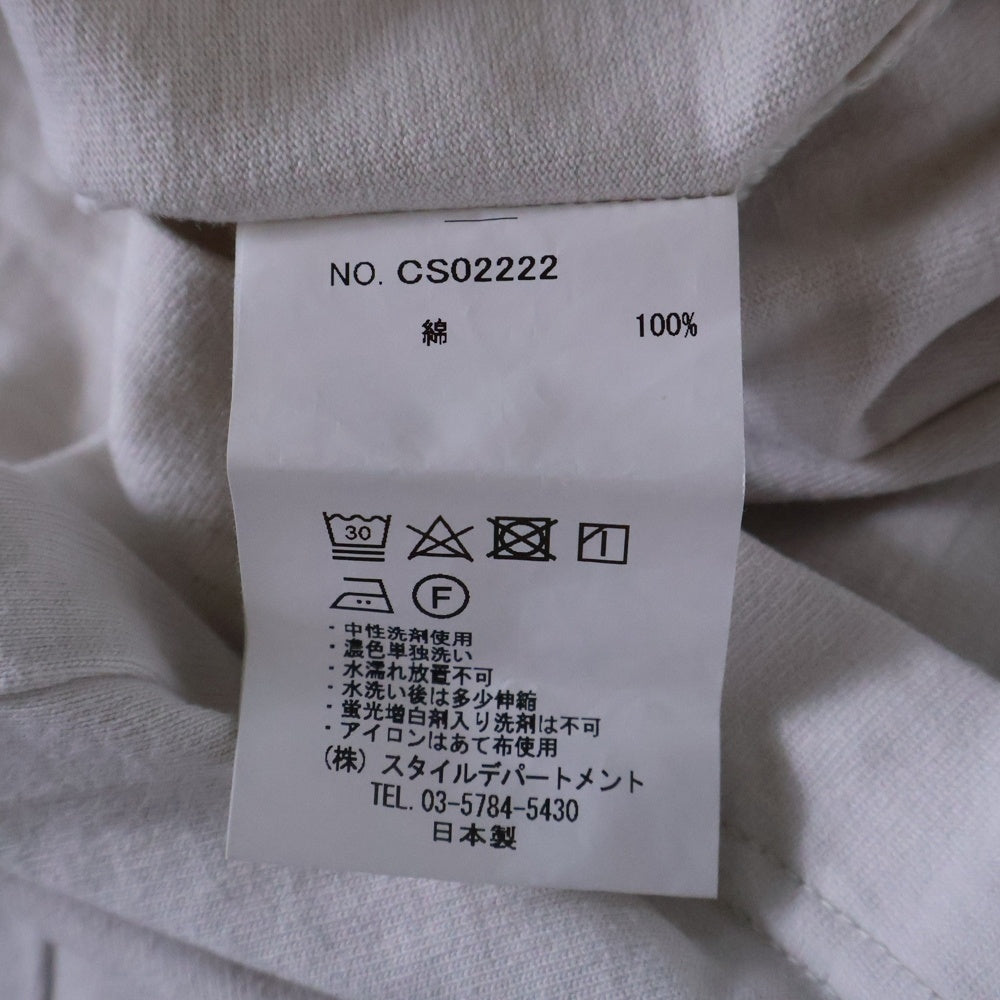 NO. CS02222
綿 100%
30
F
・中性洗剤使用
・濃色単独洗い
・水濡れ放置不可
・水洗い後は多少伸縮
・蛍光増白剤入り洗剤は不可
・アイロンはあて布使用
(株) スタイルデパートメント
TEL. 03-5784-5430
日本製